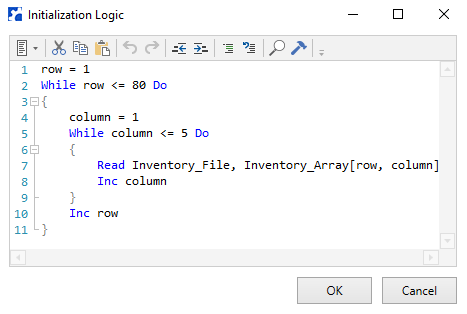 Initialization Logic
1 row = 1
2 While row <= 80 Do
3 {
4 column = 1
5 While column <= 5 Do
6 {
7 Read Inventory_File, Inventory_Array[row, column]
8 Inc column
9 }
10 Inc row
11 }
OK Cancel